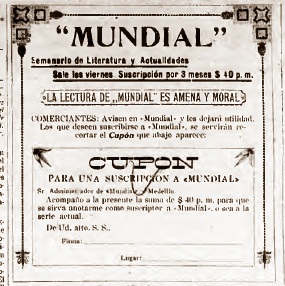 "MUNDIAL"
Semanario de Literatura y Actualidades
Sale los viernes. Suscripción por 3 meses $ 40 p. m.
LA LECTURA DE "MUNDIAL" ES AMENA Y MORAL
COMERCIANTES: Avisen en «Mundial» y les dejará utilidad.
Los que deseen suscribirse a «Mundial», se servirán re-
cortar el Cupón que abajo aparece:
CUPON
PARA UNA SUSCRIPCION A «MUNDIAL»
Sr. Administrador de «Mundial» Medellín
Acompaño a la presente la suma de $ 40 p. m. para que
se sirva anotarme como suscriptor a «Mundial», o sea a la
serie actual.
De Ud. atto. S. S.,
Firma:
Lugar: